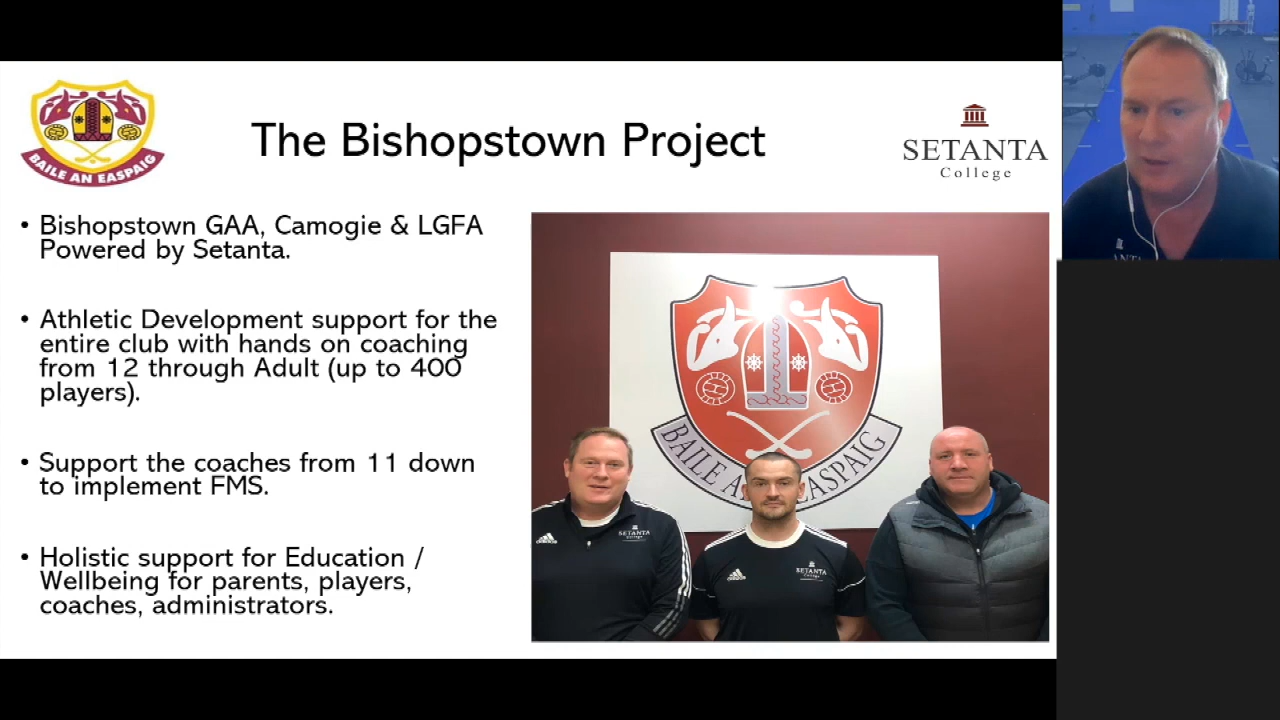 BAILE AN EASPAIG
The Bishopstown Project
SETANTA
College
• Bishopstown GAA, Camogie & LGFA
Powered by Setanta.
• Athletic Development support for the
entire club with hands on coaching
from 12 through Adult (up to 400
players).
• Support the coaches from 11 down
to implement FMS.
• Holistic support for Education /
Wellbeing for parents, players,
coaches, administrators.
BAILE AN EASPAIG
adidas
SETANTA
College
adidas
SETANTA
College